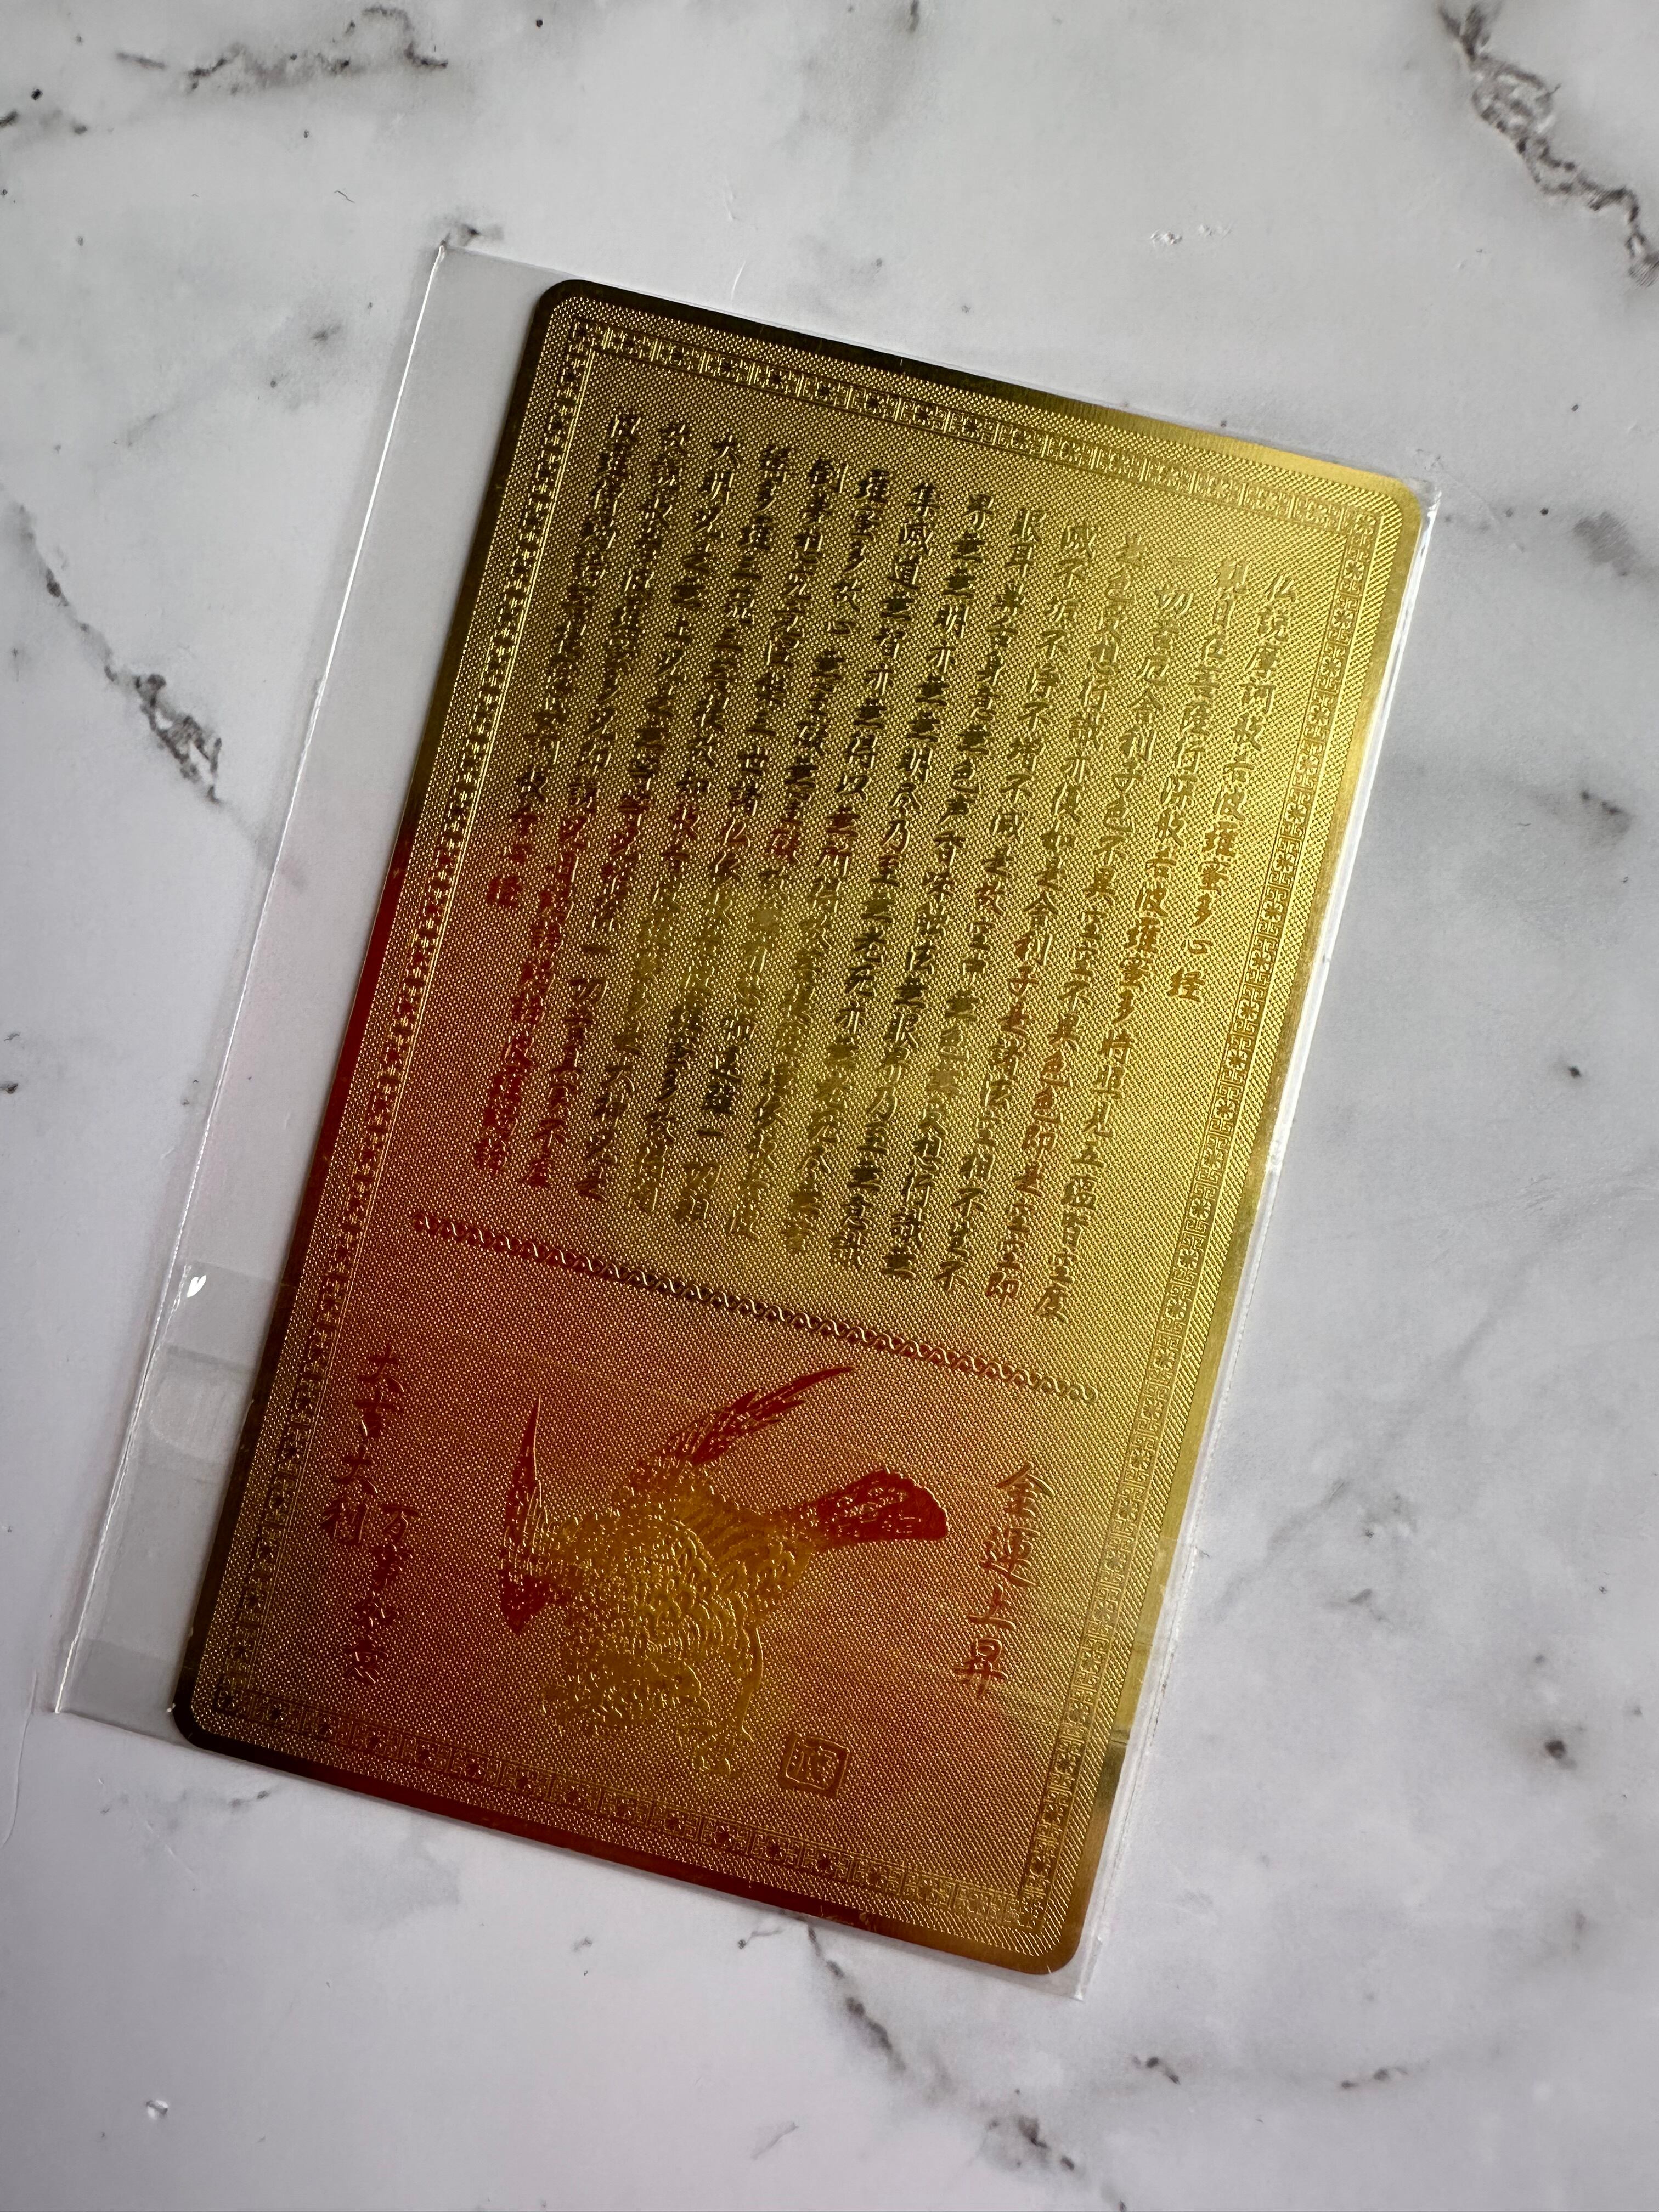 仏説摩訶般若波羅蜜多心経
観自在菩薩行深般若波羅蜜多時照見五蘊皆空度
一切苦厄舎利子色不異空空不異色色即是空空即
是色受想行識亦復如是舎利子是諸法空相不生不
滅不垢不浄不増不減是故空中無色無受想行識無
眼耳鼻舌身意無色声香味触法無眼界乃至無意識
界無無明亦無無明尽乃至無老死亦無老死尽無苦
集滅道無智亦無得以無所得故菩提薩埵依般若波
羅蜜多故心無罣礙無罣礙故無有恐怖遠離一切顛
倒夢想究竟涅槃三世諸仏依般若波羅蜜多故得阿
耨多羅三藐三菩提故知般若波羅蜜多是大神呪是
大明呪是無上呪是無等等呪能除一切苦真実不虚
故説般若波羅蜜多呪即説呪曰羯諦羯諦波羅羯諦
波羅僧羯諦菩提薩婆訶般若心経
金運上昇
万事如意
大吉大利